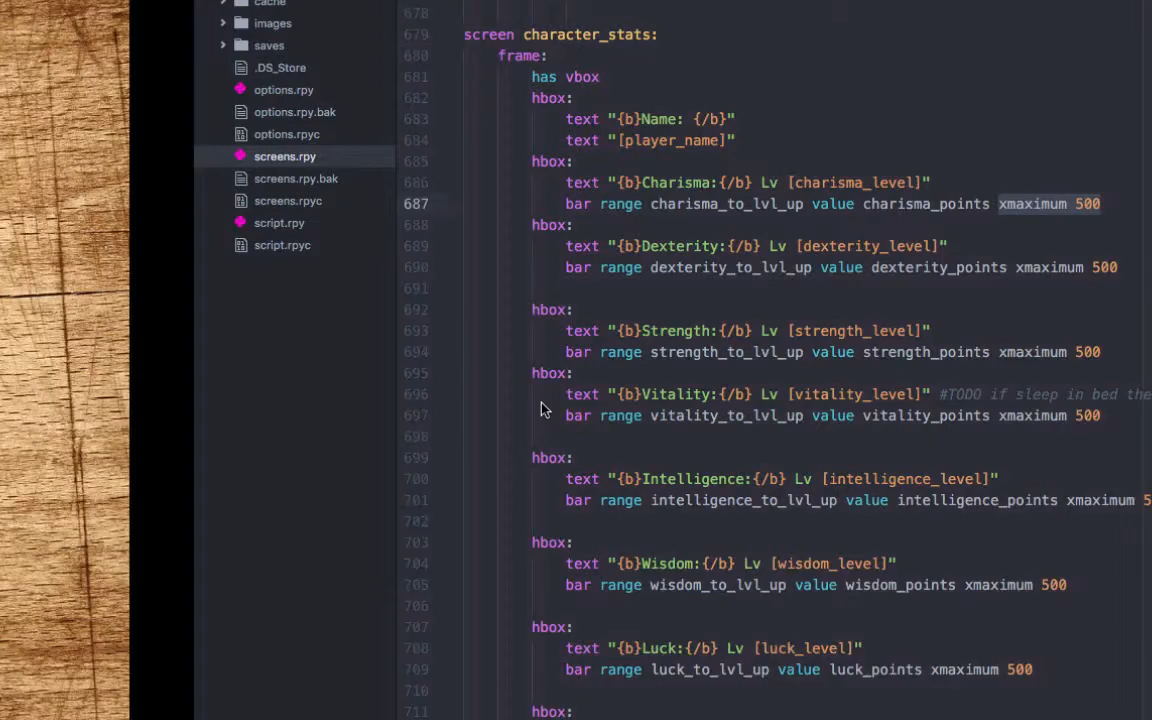 cache
images
saves
.DS_Store
options.rpy
options.rpy.bak
options.rpyc
screens.rpy
screens.rpy.bak
screens.rpyc
script.rpy
script.rpyc
678
679 screen character_stats:
680 frame:
681 has vbox
682 hbox:
683 text "{b}Name: {/b}"
684 text "[player_name]"
685 hbox:
686 text "{b}Charisma:{/b} Lv [charisma_level]"
687 bar range charisma_to_lvl_up value charisma_points xmaximum 500
688 hbox:
689 text "{b}Dexterity:{/b} Lv [dexterity_level]"
690 bar range dexterity_to_lvl_up value dexterity_points xmaximum 500
691
692 hbox:
693 text "{b}Strength:{/b} Lv [strength_level]"
694 bar range strength_to_lvl_up value strength_points xmaximum 500
695 hbox:
696 text "{b}Vitality:{/b} Lv [vitality_level]" #TODO if sleep in bed the
697 bar range vitality_to_lvl_up value vitality_points xmaximum 500
698
699 hbox:
700 text "{b}Intelligence:{/b} Lv [intelligence_level]"
701 bar range intelligence_to_lvl_up value intelligence_points xmaximum 5
702
703 hbox:
704 text "{b}Wisdom:{/b} Lv [wisdom_level]"
705 bar range wisdom_to_lvl_up value wisdom_points xmaximum 500
706
707 hbox:
708 text "{b}Luck:{/b} Lv [luck_level]"
709 bar range luck_to_lvl_up value luck_points xmaximum 500
710
711 hbox: